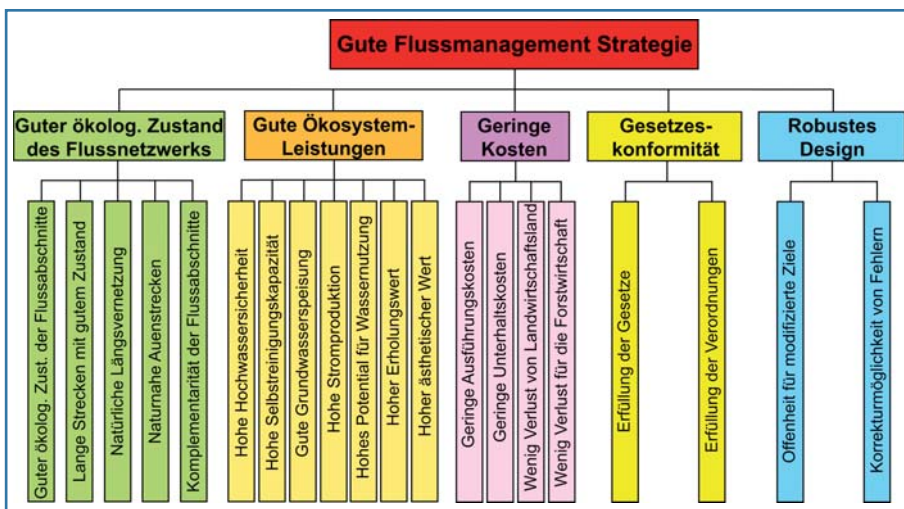 Gute Flussmanagement Strategie
Guter ökolog. Zustand
des Flussnetzwerks
Gute Ökosystem-
Leistungen
Geringe
Kosten
Gesetzes-
konformität
Robustes
Design
Guter ökolog. Zust. der Flussabschnitte
Lange Strecken mit gutem Zustand
Natürliche Längsvernetzung
Naturnahe Auenstrecken
Komplementarität der Flussabschnitte
Hohe Hochwassersicherheit
Hohe Selbstreinigungskapazität
Gute Grundwasserspeisung
Hohe Stromproduktion
Hohes Potential für Wassernutzung
Hoher Erholungswert
Hoher ästhetischer Wert
Geringe Ausführungskosten
Geringe Unterhaltskosten
Wenig Verlust von Landwirtschaftsland
Wenig Verlust für die Forstwirtschaft
Erfüllung der Gesetze
Erfüllung der Verordnungen
Offenheit für modifizierte Ziele
Korrekturmöglichkeit von Fehlern